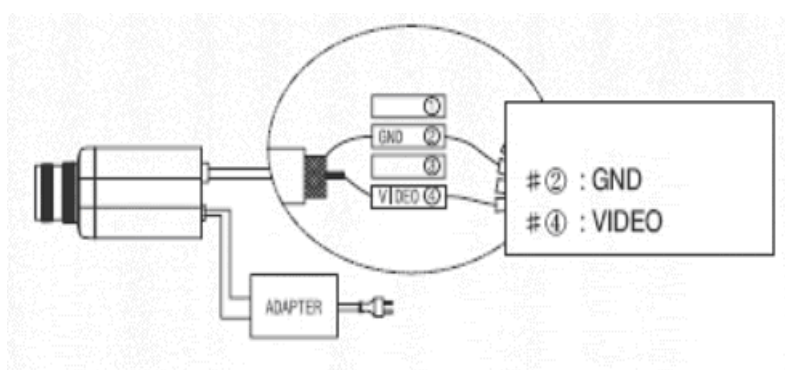 ①
GND ②
③
VIDEO ④
#② : GND
#④ : VIDEO
ADAPTER